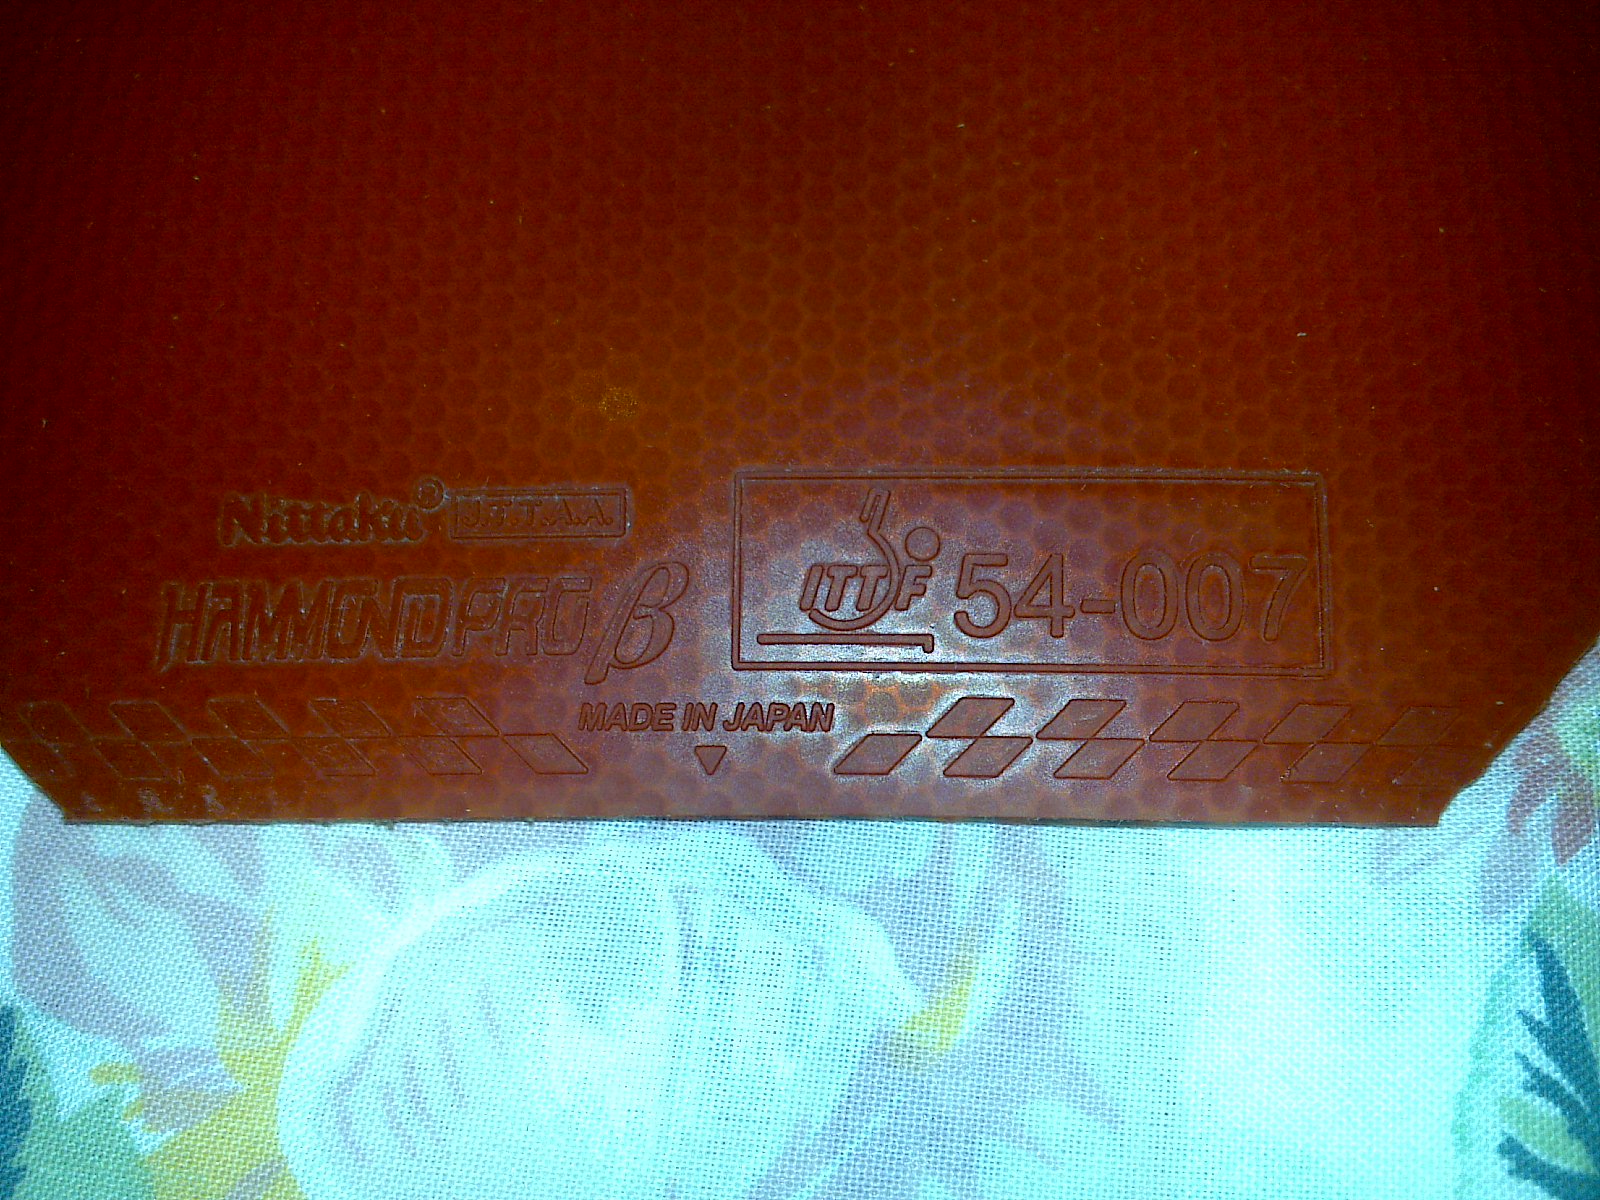 Nittaku® J.T.T.A.A.
HAMMOND PRO β
ITTF 54-007
MADE IN JAPAN